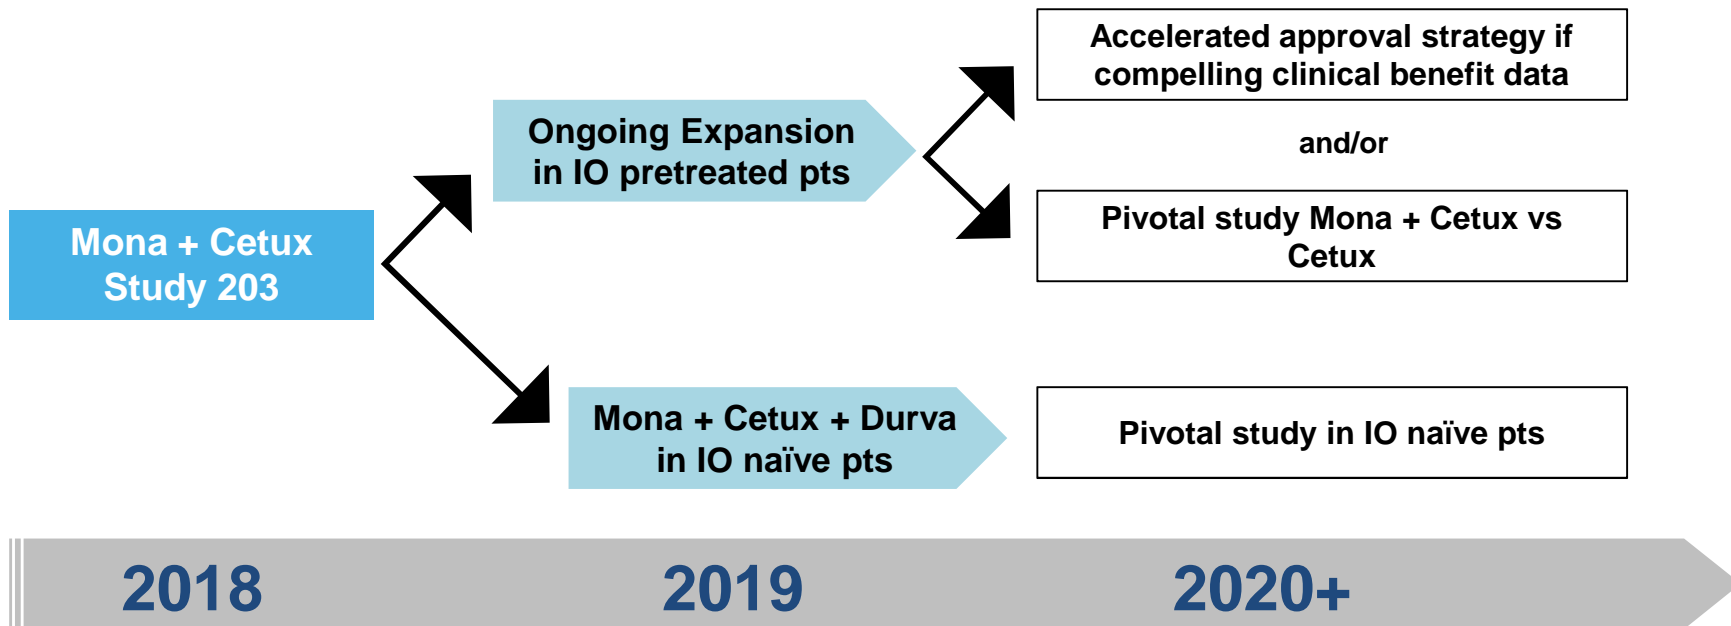 Mona + Cetux
Study 203
Ongoing Expansion
in IO pretreated pts
Accelerated approval strategy if
compelling clinical benefit data
and/or
Pivotal study Mona + Cetux vs
Cetux
Mona + Cetux + Durva
in IO naïve pts
Pivotal study in IO naïve pts
2018
2019
2020+